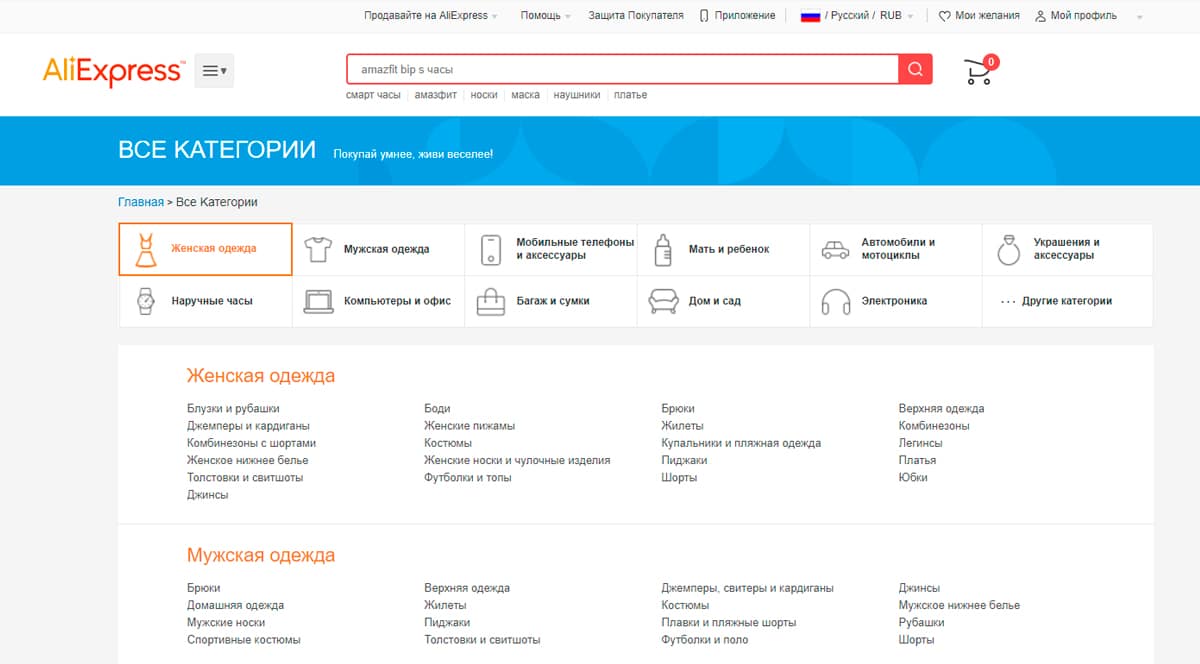 Продавайте на AliExpress Помощь Защита Покупателя Приложение / Русский / RUB Мои желания Мой профиль
AliExpress™
amazfit bip s часы
0
смарт часы амазфит носки маска наушники платье
ВСЕ КАТЕГОРИИ Покупай умнее, живи веселее!
Главная > Все Категории
Женская одежда
Мужская одежда
Мобильные телефоны
и аксессуары
Мать и ребенок
Автомобили и
мотоциклы
Украшения и
аксессуары
Наручные часы
Компьютеры и офис
Багаж и сумки
Дом и сад
Электроника
··· Другие категории
Женская одежда
Блузки и рубашки Боди Брюки Верхняя одежда
Джемперы и кардиганы Женские пижамы Жилеты Комбинезоны
Комбинезоны с шортами Костюмы Купальники и пляжная одежда Легинсы
Женское нижнее белье Женские носки и чулочные изделия Пиджаки Платья
Толстовки и свитшоты Футболки и топы Шорты Юбки
Джинсы
Мужская одежда
Брюки Верхняя одежда Джемперы, свитеры и кардиганы Джинсы
Домашняя одежда Жилеты Костюмы Мужское нижнее белье
Мужские носки Пиджаки Плавки и пляжные шорты Рубашки
Спортивные костюмы Толстовки и свитшоты Футболки и поло Шорты